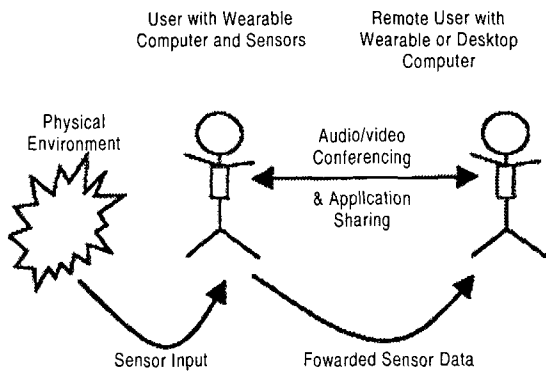 User with Wearable
Computer and Sensors
Remote User with
Wearable or Desktop
Computer
Physical
Environment
Audio/video
Conferencing
& Application
Sharing
Sensor Input
Fowarded Sensor Data